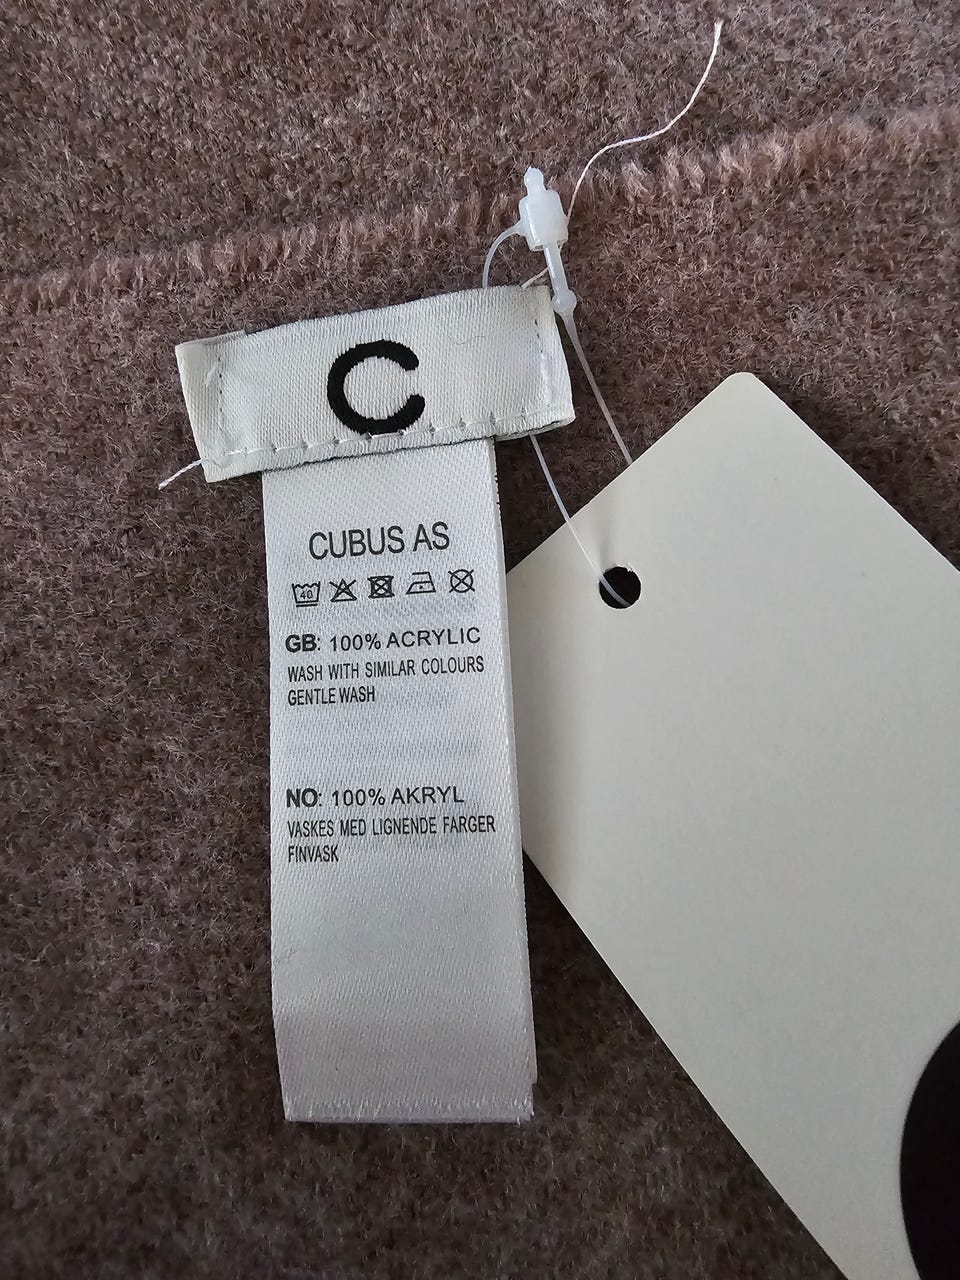 C
CUBUS AS
40
GB: 100% ACRYLIC
WASH WITH SIMILAR COLOURS
GENTLE WASH
NO: 100% AKRYL
VASKES MED LIGNENDE FARGER
FINVASK